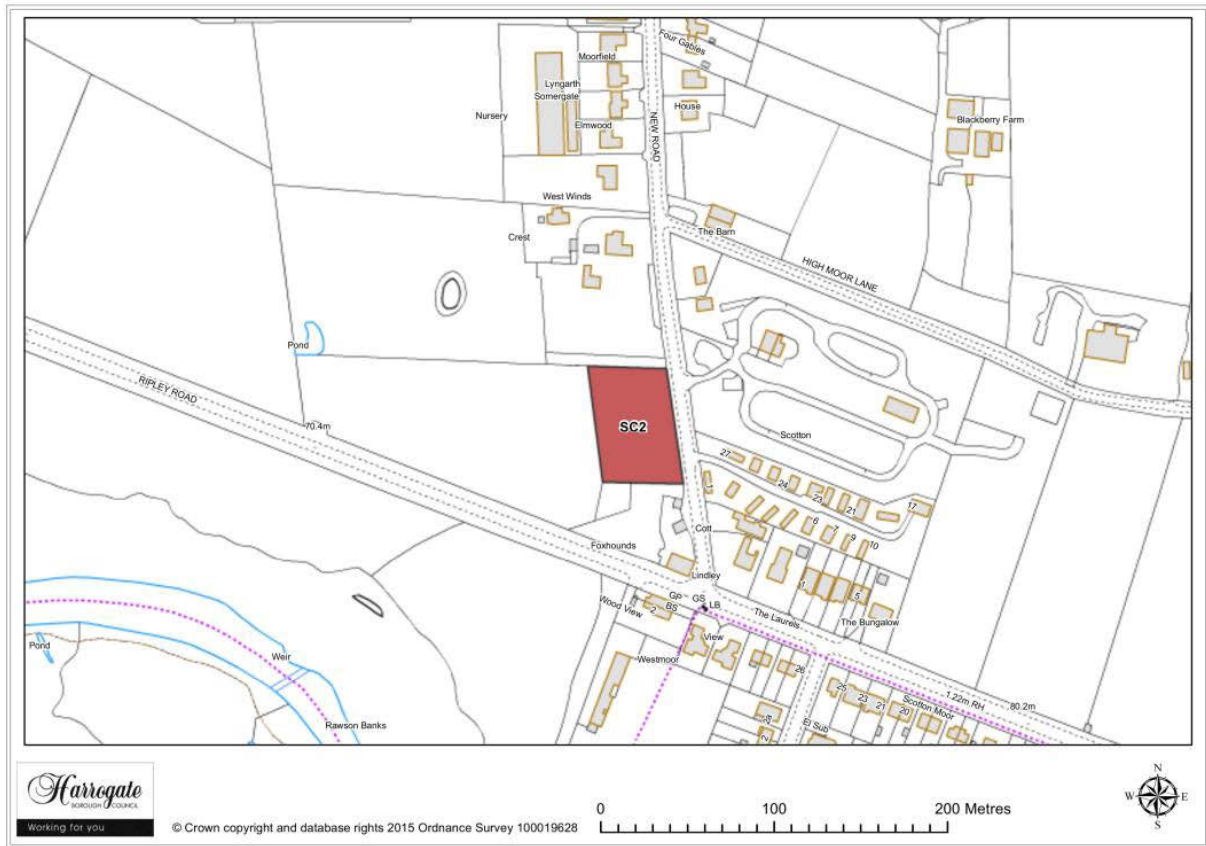 Four Gables
Moorfield
Lyngarth
Somergate
Nursery
House
Elmwood
NEW ROAD
Blackberry Farm
West Winds
Crest
The Barn
HIGH MOOR LANE
Pond
RIPLEY ROAD
70.4m
SC2
Scotton
27
24
23
21
17
1
6
7
9
10
Cott
Foxhounds
Lindley
1
5
GP
GS
LB
BS
2
Wood View
The Laurels
The Bungalow
View
Westmoor
26
Pond
Weir
Rawson Banks
25
23
21
20
1.22m RH
80.2m
Scotton Moor
El Sub
2a
2
Harrogate
BOROUGH COUNCIL
Working for you
© Crown copyright and database rights 2015 Ordnance Survey 100019628
0 100 200 Metres
N
W E
S